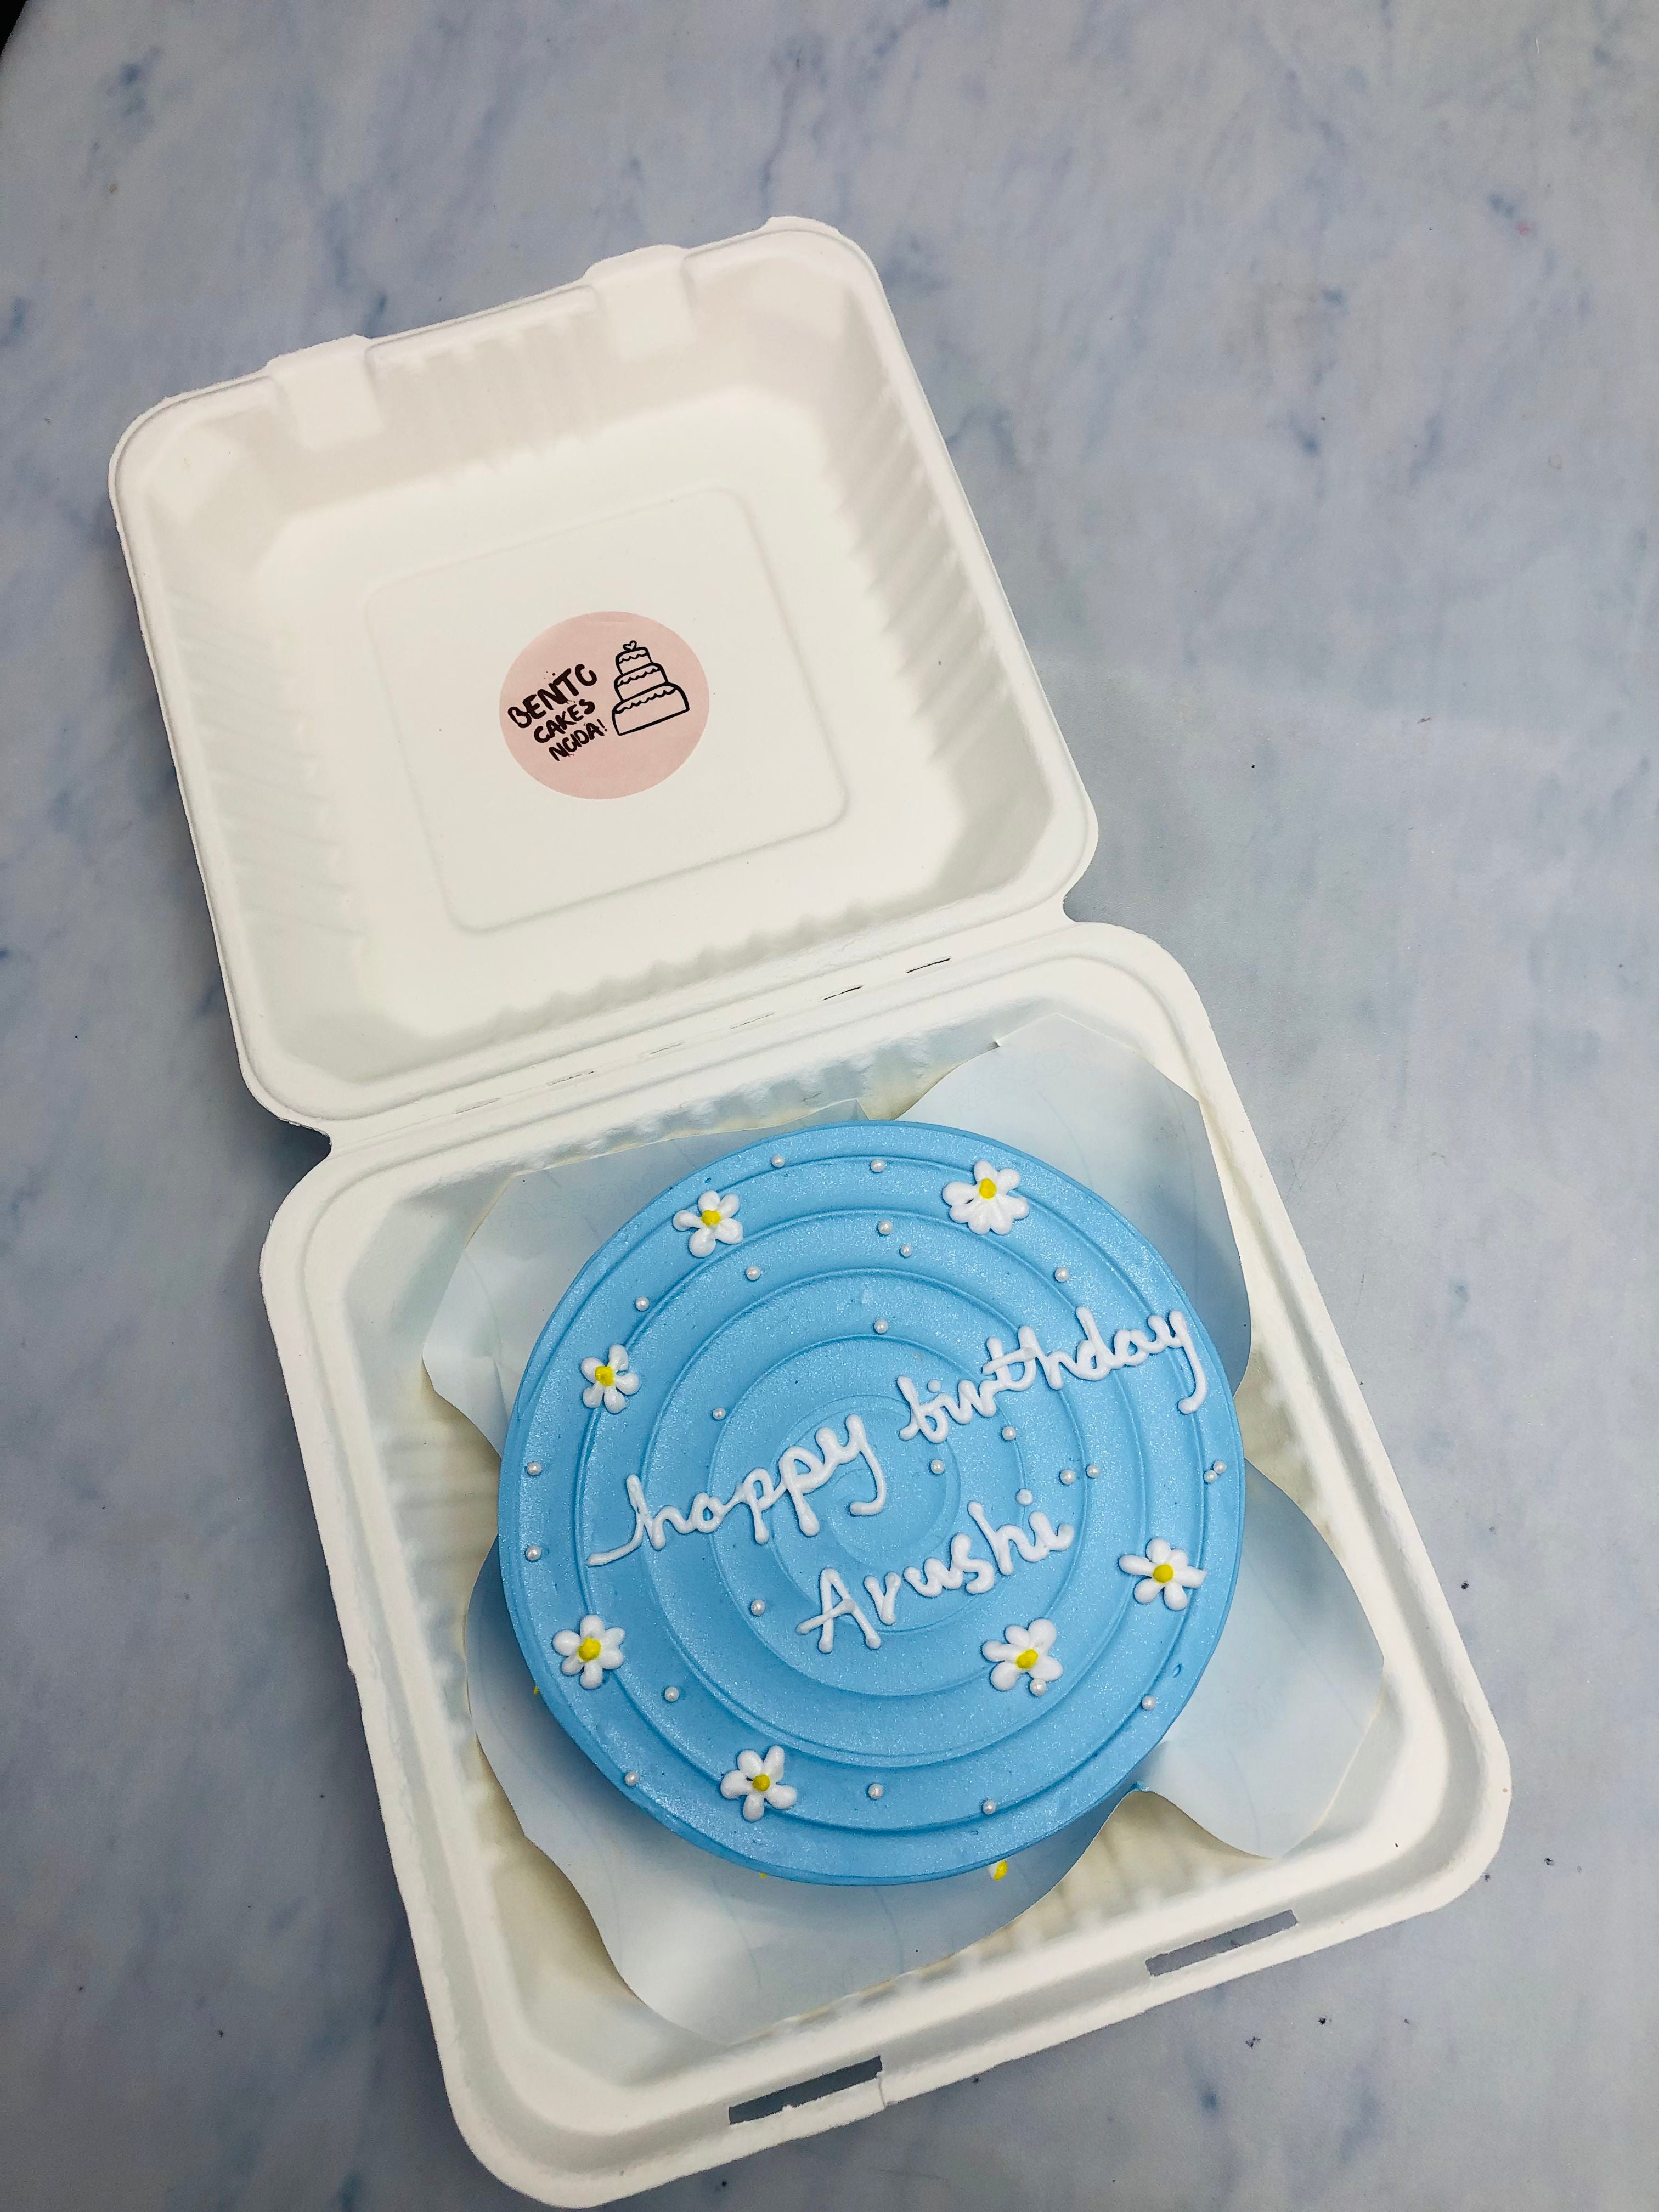 BENTO
CAKES
NOIDA!
happy birthday
Arushi